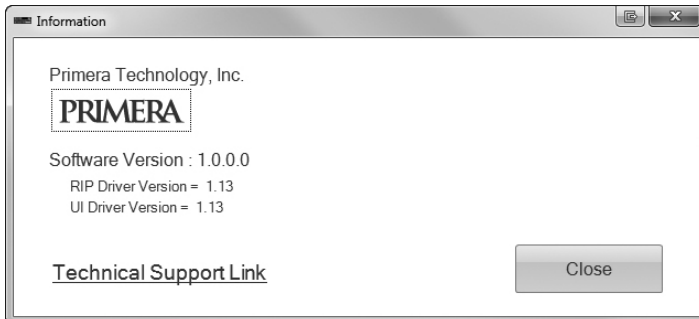 Information
Primera Technology, Inc.
PRIMERA
Software Version : 1.0.0.0
RIP Driver Version = 1.13
UI Driver Version = 1.13
Technical Support Link
Close